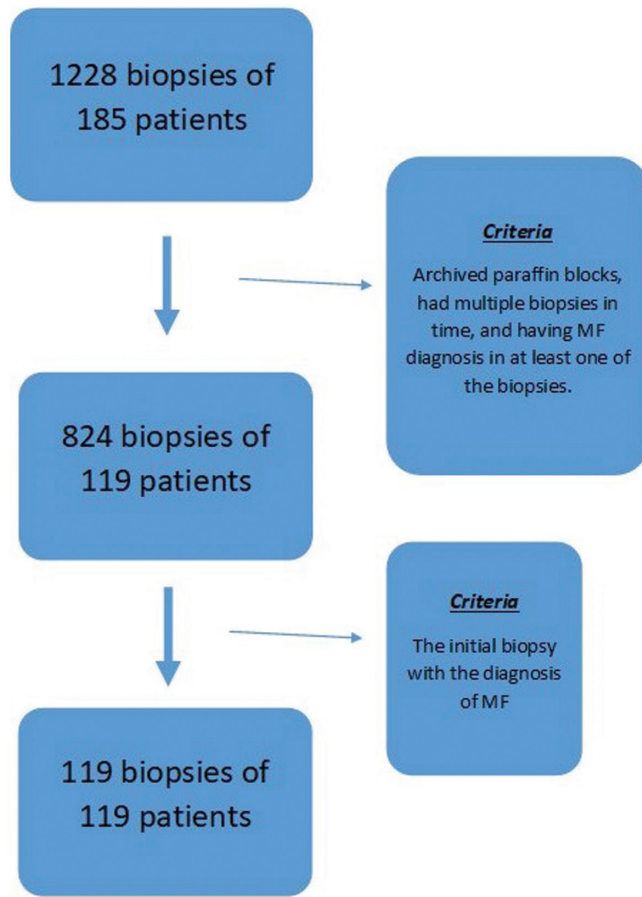 1228 biopsies of
185 patients
Criteria
Archived paraffin blocks,
had multiple biopsies in
time, and having MF
diagnosis in at least one of
the biopsies.
824 biopsies of
119 patients
Criteria
The initial biopsy
with the diagnosis
of MF
119 biopsies of
119 patients